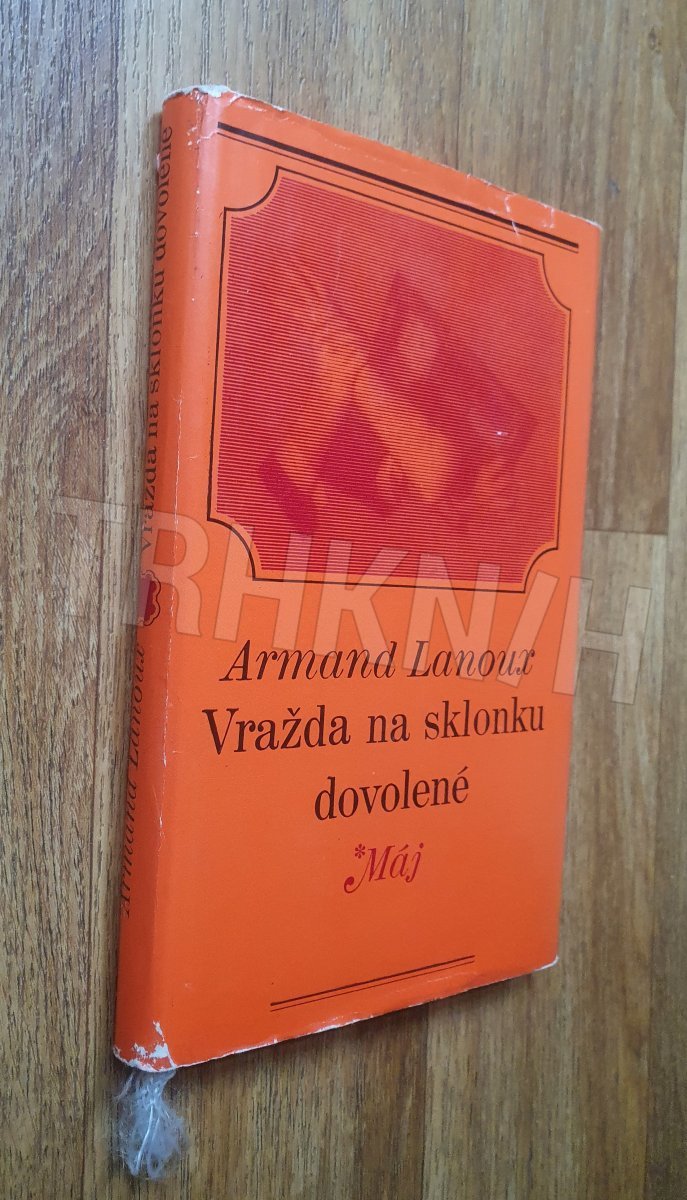 Armand Lanoux
Vražda na sklonku
dovolené
*Máj
Armand Lanoux
Vražda na sklonku dovolené
TRHKNIH